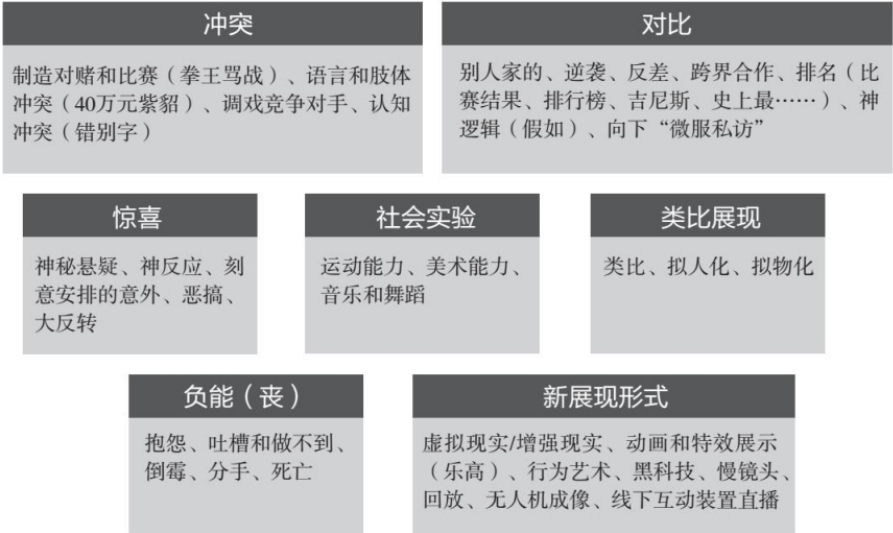 冲突
制造对赌和比赛（拳王骂战）、语言和肢体
冲突（40万元紫貂）、调戏竞争对手、认知
冲突（错别字）
对比
别人家的、逆袭、反差、跨界合作、排名（比
赛结果、排行榜、吉尼斯、史上最……）、神
逻辑（假如）、向下“微服私访”
惊喜
神秘悬疑、神反应、刻
意安排的意外、恶搞、
大反转
社会实验
运动能力、美术能力、
音乐和舞蹈
类比展现
类比、拟人化、拟物化
负能（丧）
抱怨、吐槽和做不到、
倒霉、分手、死亡
新展现形式
虚拟现实/增强现实、动画和特效展示
（乐高）、行为艺术、黑科技、慢镜头、
回放、无人机成像、线下互动装置直播